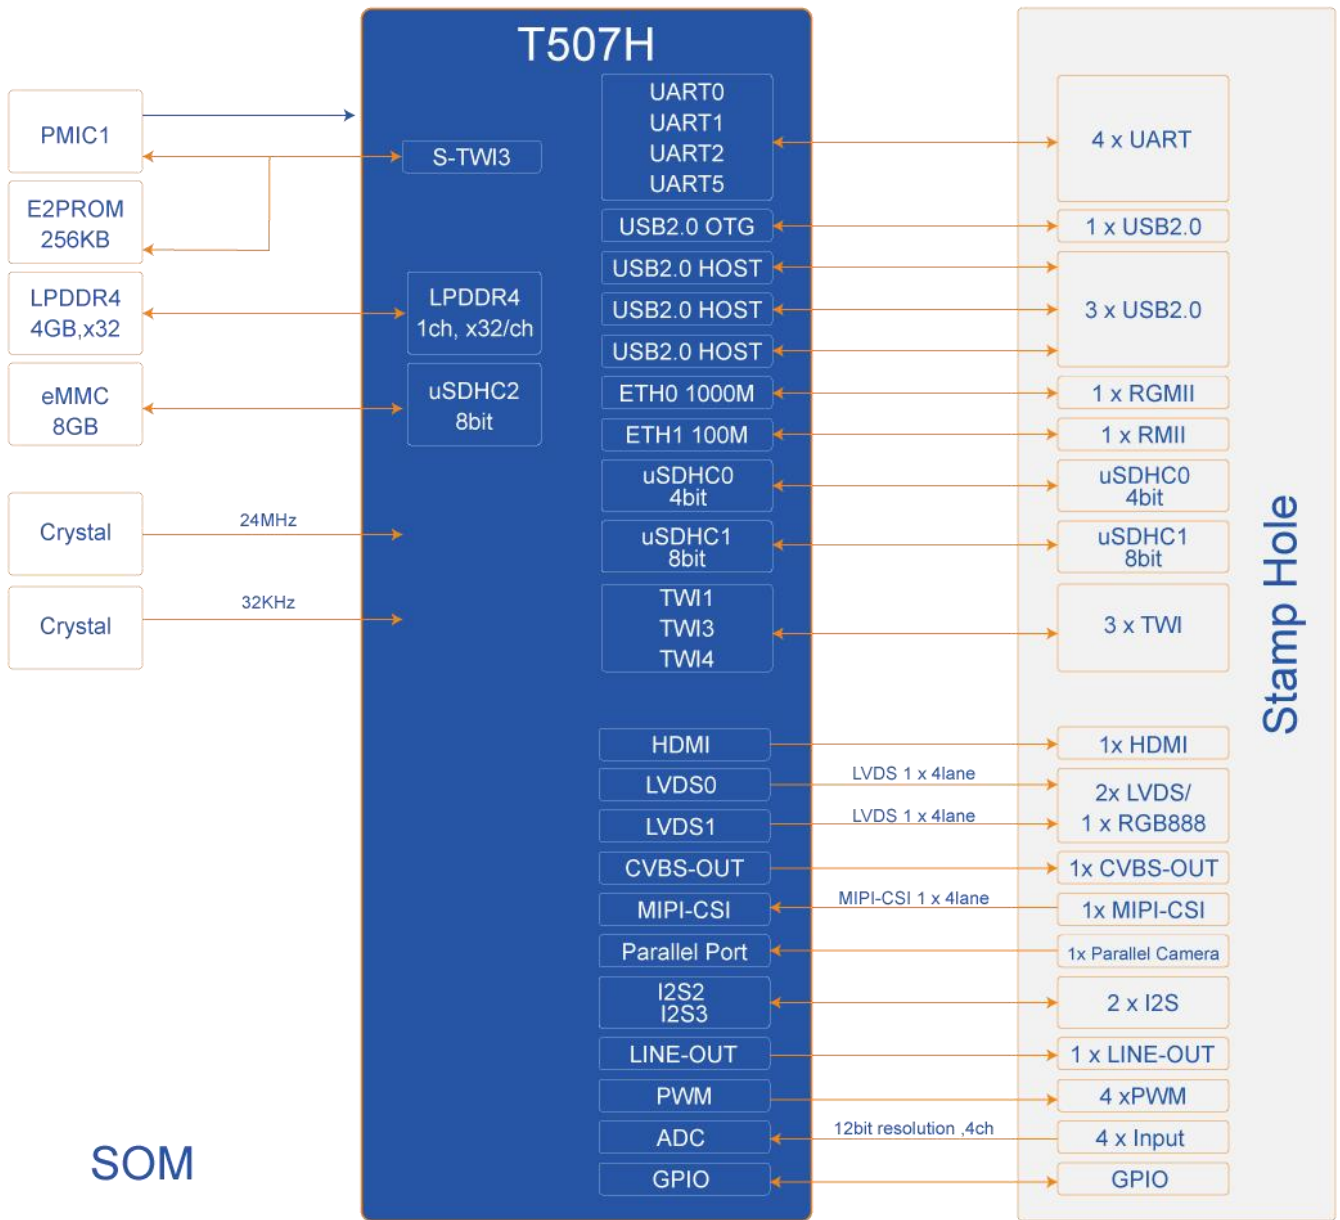 T507H
PMIC1
E2PROM
256KB
LPDDR4
4GB,x32
eMMC
8GB
Crystal
24MHz
Crystal
32KHz
SOM
S-TWI3
LPDDR4
1ch, x32/ch
uSDHC2
8bit
UART0
UART1
UART2
UART5
USB2.0 OTG
USB2.0 HOST
USB2.0 HOST
USB2.0 HOST
ETH0 1000M
ETH1 100M
uSDHC0
4bit
uSDHC1
8bit
TWI1
TWI3
TWI4
HDMI
LVDS0
LVDS1
CVBS-OUT
MIPI-CSI
Parallel Port
I2S2
I2S3
LINE-OUT
PWM
ADC
GPIO
LVDS 1 x 4lane
LVDS 1 x 4lane
MIPI-CSI 1 x 4lane
12bit resolution ,4ch
4 x UART
1 x USB2.0
3 x USB2.0
1 x RGMII
1 x RMII
uSDHC0
4bit
uSDHC1
8bit
3 x TWI
1x HDMI
2x LVDS/
1 x RGB888
1x CVBS-OUT
1x MIPI-CSI
1x Parallel Camera
2 x I2S
1 x LINE-OUT
4 xPWM
4 x Input
GPIO
Stamp Hole